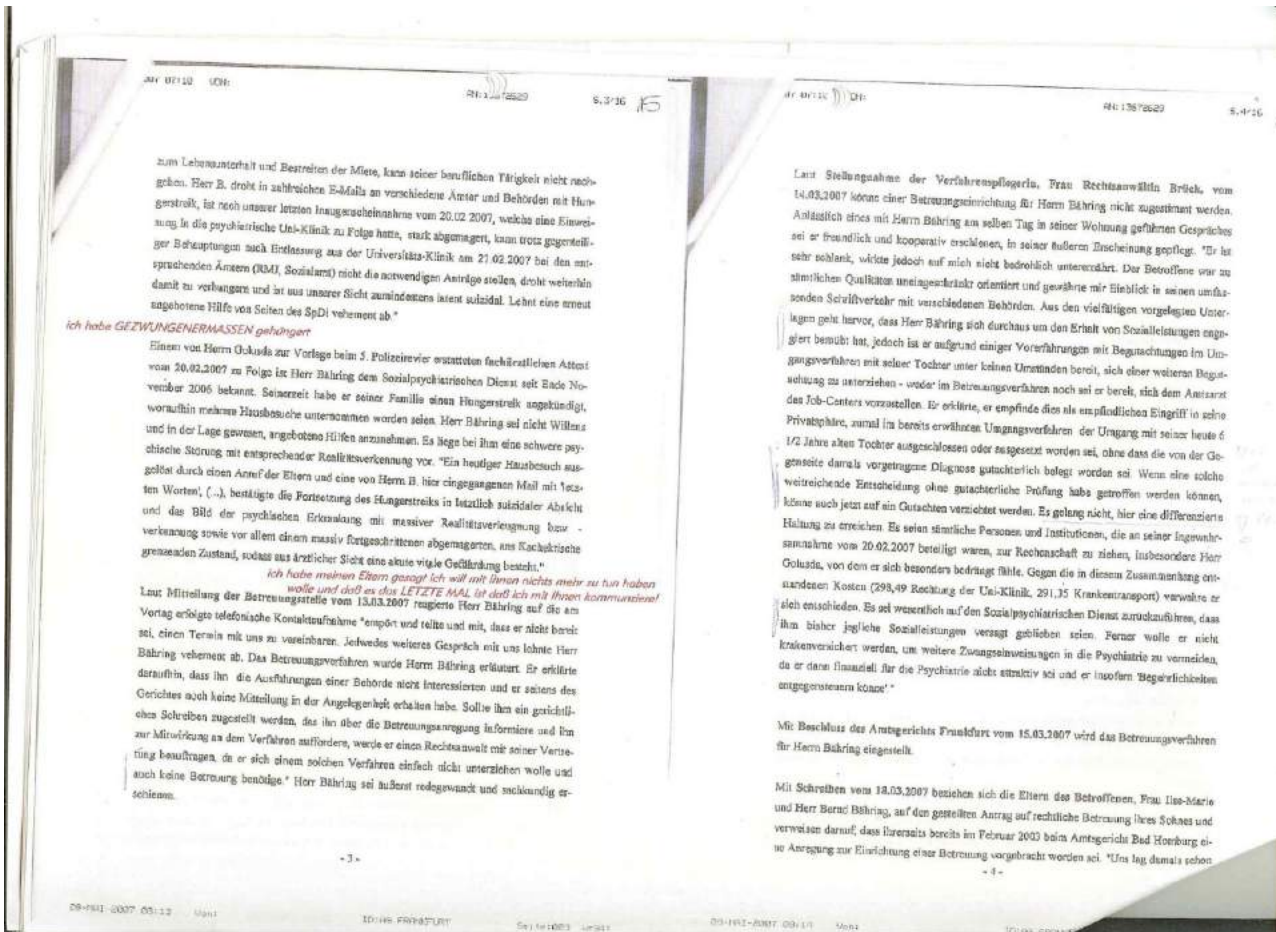 07:10 VON:
S.3/16 15
zum Lebensunterhalt und Bestreiten der Miete, kann seiner beruflichen Tätigkeit nicht nach-
gehen. Herr B. droht in zahlreichen E-Mails an verschiedene Ämter und Behörden mit Hun-
gerstreik, ist nach unserer letzten Inaugenscheinnahme vom 20.02 2007, welche eine Einwei-
sung in die psychiatrische Uni-Klinik zu Folge hatte, stark abgemagert, kann trotz gegenteili-
ger Behauptungen nach Entlassung aus der Universitäts-Klinik am 21.02.2007 bei den ent-
sprechenden Ämtern (RMJ, Sozialamt) nicht die notwendigen Anträge stellen, droht weiterhin
damit zu verhungern und ist aus unserer Sicht zumindestens latent suizidal. Lehnt eine erneut
angebotene Hilfe von Seiten des SpDi vehement ab."
ich habe GEZWUNGENERMASSEN gehungert
Einem von Herrn Golusda zur Vorlage beim 5. Polizeirevier erstatteten fachärztlichen Attest
vom 20.02.2007 zu Folge ist Herr Bähring dem Sozialpsychiatrischen Dienst seit Ende No-
vember 2006 bekannt. Seinerzeit habe er seiner Familie einen Hungerstreik angekündigt,
woraufhin mehrere Hausbesuche unternommen worden seien. Herr Bähring sei nicht Willens
und in der Lage gewesen, angebotene Hilfen anzunehmen. Es liege bei ihm eine schwere psy-
chische Störung mit entsprechender Realitätsverkennung vor. "Ein heutiger Hausbesuch aus-
gelöst durch einen Anruf der Eltern und eine von Herrn B. hier eingegangenen Mail mit 'letz-
ten Worten', (...), bestätigte die Fortsetzung des Hungerstreiks in letztlich suizidaler Absicht
und das Bild der psychischen Erkrankung mit massiver Realitätsverleugnung bzw -
verkennung sowie vor allem einem massiv fortgeschrittenen abgemagerten, ans Kachektische
grenzenden Zustand, sodass aus ärztlicher Sicht eine akute vitale Gefährdung besteht."
ich habe meinen Eltern gesagt ich will mit ihnen nichts mehr zu tun haben
wolle und daß es das LETZTE MAL ist daß ich mit ihnen kommuniziere!
Laut Mitteilung der Betreuungsstelle vom 13.03.2007 reagierte Herr Bähring auf die am
Vortag erfolgte telefonische Kontaktaufnahme "empört und teilte und mit, dass er nicht bereit
sei, einen Termin mit uns zu vereinbaren. Jedwedes weiteres Gespräch mit uns lehnte Herr
Bähring vehement ab. Das Betreuungsverfahren wurde Herrn Bähring erläutert. Er erklärte
daraufhin, dass ihn die Ausführungen einer Behörde nicht interessierten und er seitens des
Gerichtes noch keine Mitteilung in der Angelegenheit erhalten habe. Sollte ihm ein gerichtli-
ches Schreiben zugestellt werden, das ihn über die Betreuungsanregung informiere und ihn
zur Mitwirkung an dem Verfahren auffordere, werde er einen Rechtsanwalt mit seiner Vertre-
tung beauftragen, da er sich einem solchen Verfahren einfach nicht unterziehen wolle und
auch keine Betreuung benötige." Herr Bähring sei äußerst redegewandt und sachkundig er-
schienen.
- 3 -
09-MAI-2007 09:13 Von:
ID:AG FRANKFURT
Seite:003
AN:13672629
S.4/16
Laut Stellungnahme der Verfahrenspflegerin, Frau Rechtsanwältin Brück, vom
14.03.2007 könne einer Betreuungseinrichtung für Herrn Bähring nicht zugestimmt werden.
Anlässlich eines mit Herrn Bähring am selben Tag in seiner Wohnung geführten Gespräches
sei er freundlich und kooperativ erschienen, in seiner äußeren Erscheinung gepflegt. "Er ist
sehr schlank, wirkte jedoch auf mich nicht bedrohlich unterernährt. Der Betroffene war zu
sämtlichen Qualitäten uneingeschränkt orientiert und gewährte mir Einblick in seinen umfas-
senden Schriftverkehr mit verschiedenen Behörden. Aus den vielfältigen vorgelegten Unter-
lagen geht hervor, dass Herr Bähring sich durchaus um den Erhalt von Sozialleistungen enga-
giert bemüht hat, jedoch ist er aufgrund einiger Vorerfahrungen mit Begutachtungen im Um-
gangsverfahren mit seiner Tochter unter keinen Umständen bereit, sich einer weiteren Begut-
achtung zu unterziehen - weder im Betreuungsverfahren noch sei er bereit, sich dem Amtsarzt
des Job-Centers vorzustellen. Er erklärte, er empfinde dies als empfindlichen Eingriff in seine
Privatsphäre, zumal im bereits erwähnten Umgangsverfahren der Umgang mit seiner heute 6
1/2 Jahre alten Tochter ausgeschlossen oder ausgesetzt worden sei, ohne dass die von der Ge-
genseite damals vorgetragene Diagnose gutachterlich belegt worden sei. Wenn eine solche
weitreichende Entscheidung ohne gutachterliche Prüfung habe getroffen werden können,
könne auch jetzt auf ein Gutachten verzichtet werden. Es gelang nicht, hier eine differenzierte
Haltung zu erreichen. Es seien sämtliche Personen und Institutionen, die an seiner Ingewahr-
samnahme vom 20.02.2007 beteiligt waren, zur Rechenschaft zu ziehen, insbesondere Herr
Golusda, von dem er sich besonders bedrängt fühle. Gegen die in diesem Zusammenhang ent-
standenen Kosten (298,49 Rechnung der Uni-Klinik, 291,35 Krankentransport) verwahre er
sich entschieden. Es sei wesentlich auf den Sozialpsychiatrischen Dienst zurückzuführen, dass
ihm bisher jegliche Sozialleistungen versagt geblieben seien. Ferner wolle er nicht
krakenversichert werden, um weitere Zwangseinweisungen in die Psychiatrie zu vermeiden,
da er dann finanziell für die Psychiatrie nicht attraktiv sei und er insofern 'Begehrlichkeiten
entgegensteuern könne'."
Mit Beschluss des Amtsgerichts Frankfurt vom 15.03.2007 wird das Betreuungsverfahren
für Herrn Bähring eingestellt.
Mit Schreiben vom 18.03.2007 beziehen sich die Eltern des Betroffenen, Frau Ilse-Marie
und Herr Bernd Bähring, auf den gestellten Antrag auf rechtliche Betreuung ihres Sohnes und
verweisen darauf, dass ihrerseits bereits im Februar 2003 beim Amtsgericht Bad Homburg ei-
ne Anregung zur Einrichtung einer Betreuung vorgebracht worden sei. "Uns lag damals schon
- 4 -
09-MAI-2007 09:13 Von: